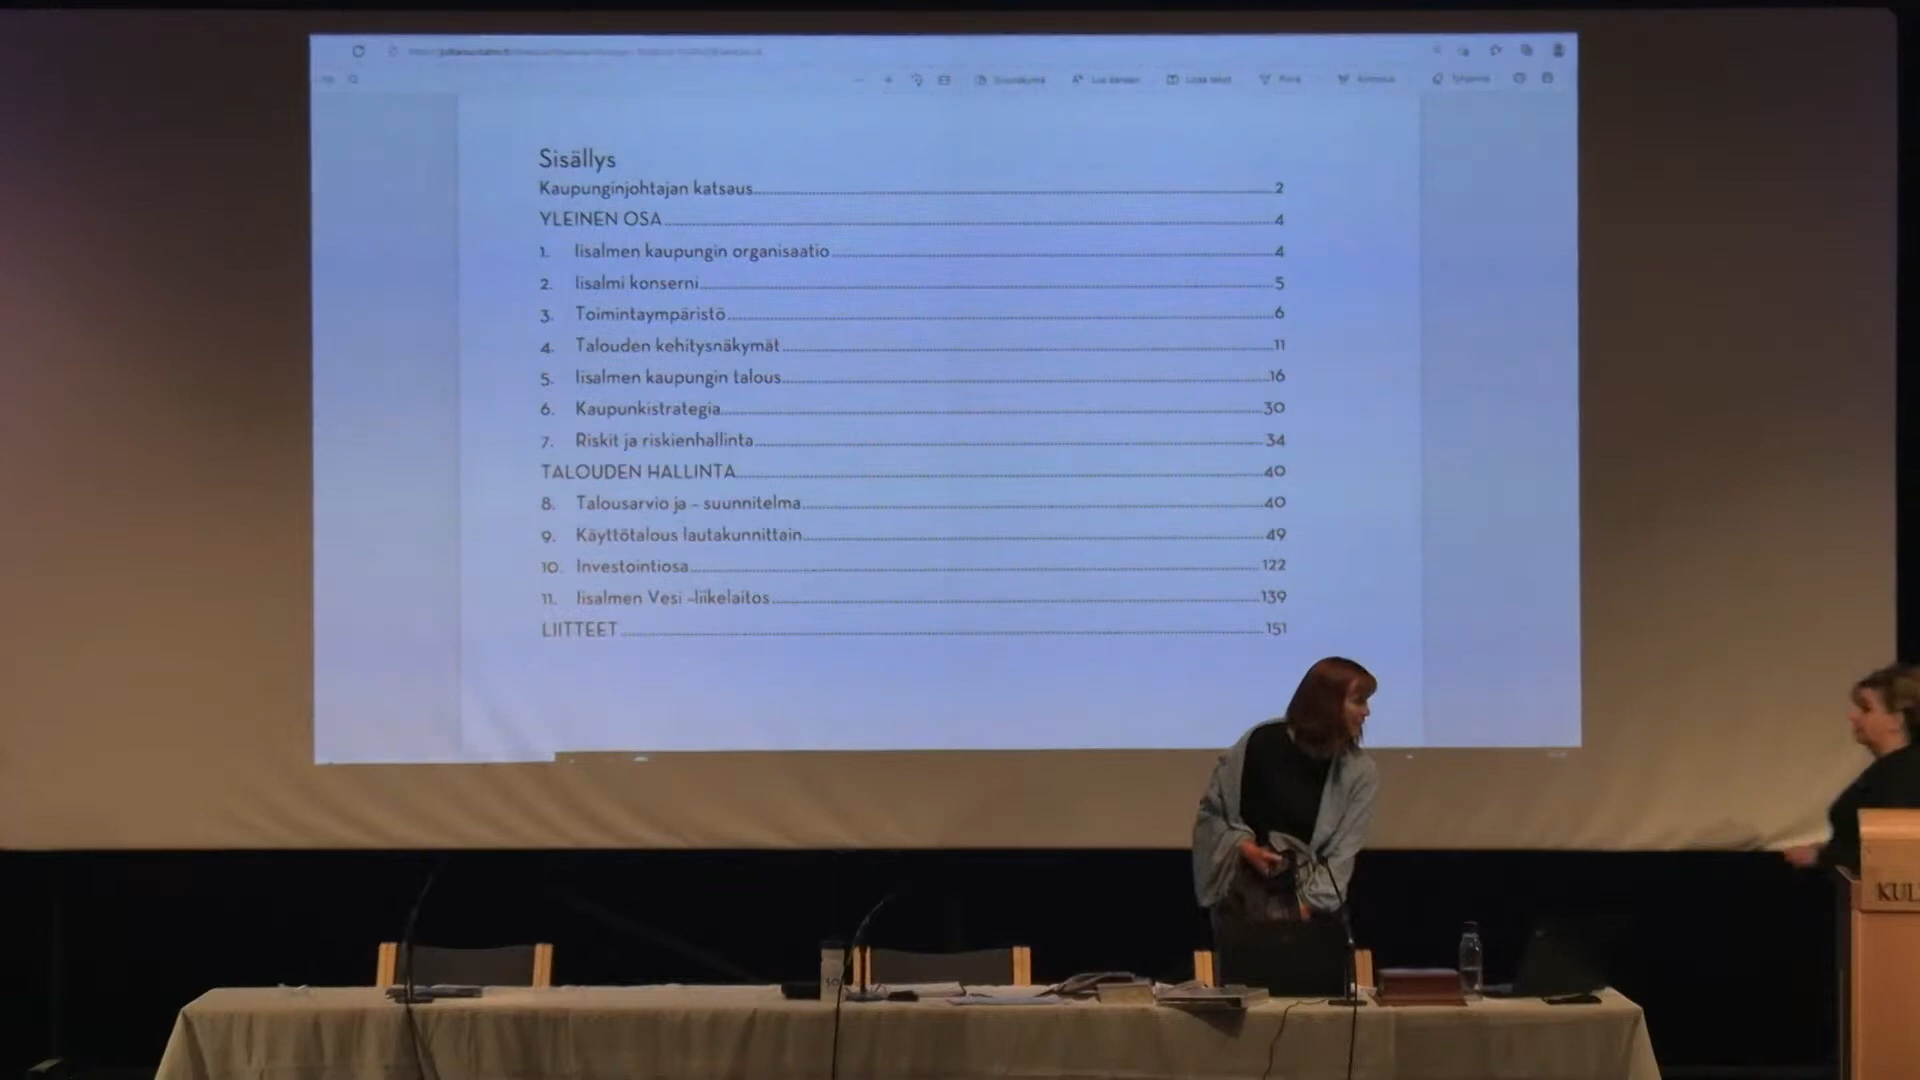 Sisällys
Kaupunginjohtajan katsaus 2
YLEINEN OSA 4
1. Iisalmen kaupungin organisaatio 4
2. Iisalmi konserni 5
3. Toimintaympäristö 6
4. Talouden kehitysnäkymät 11
5. Iisalmen kaupungin talous 16
6. Kaupunkistrategia 30
7. Riskit ja riskienhallinta 34
TALOUDEN HALLINTA 40
8. Talousarvio ja - suunnitelma 40
9. Käyttötalous lautakunnittain 49
10. Investointiosa 122
11. Iisalmen Vesi -liikelaitos 139
LIITTEET 151
KUL